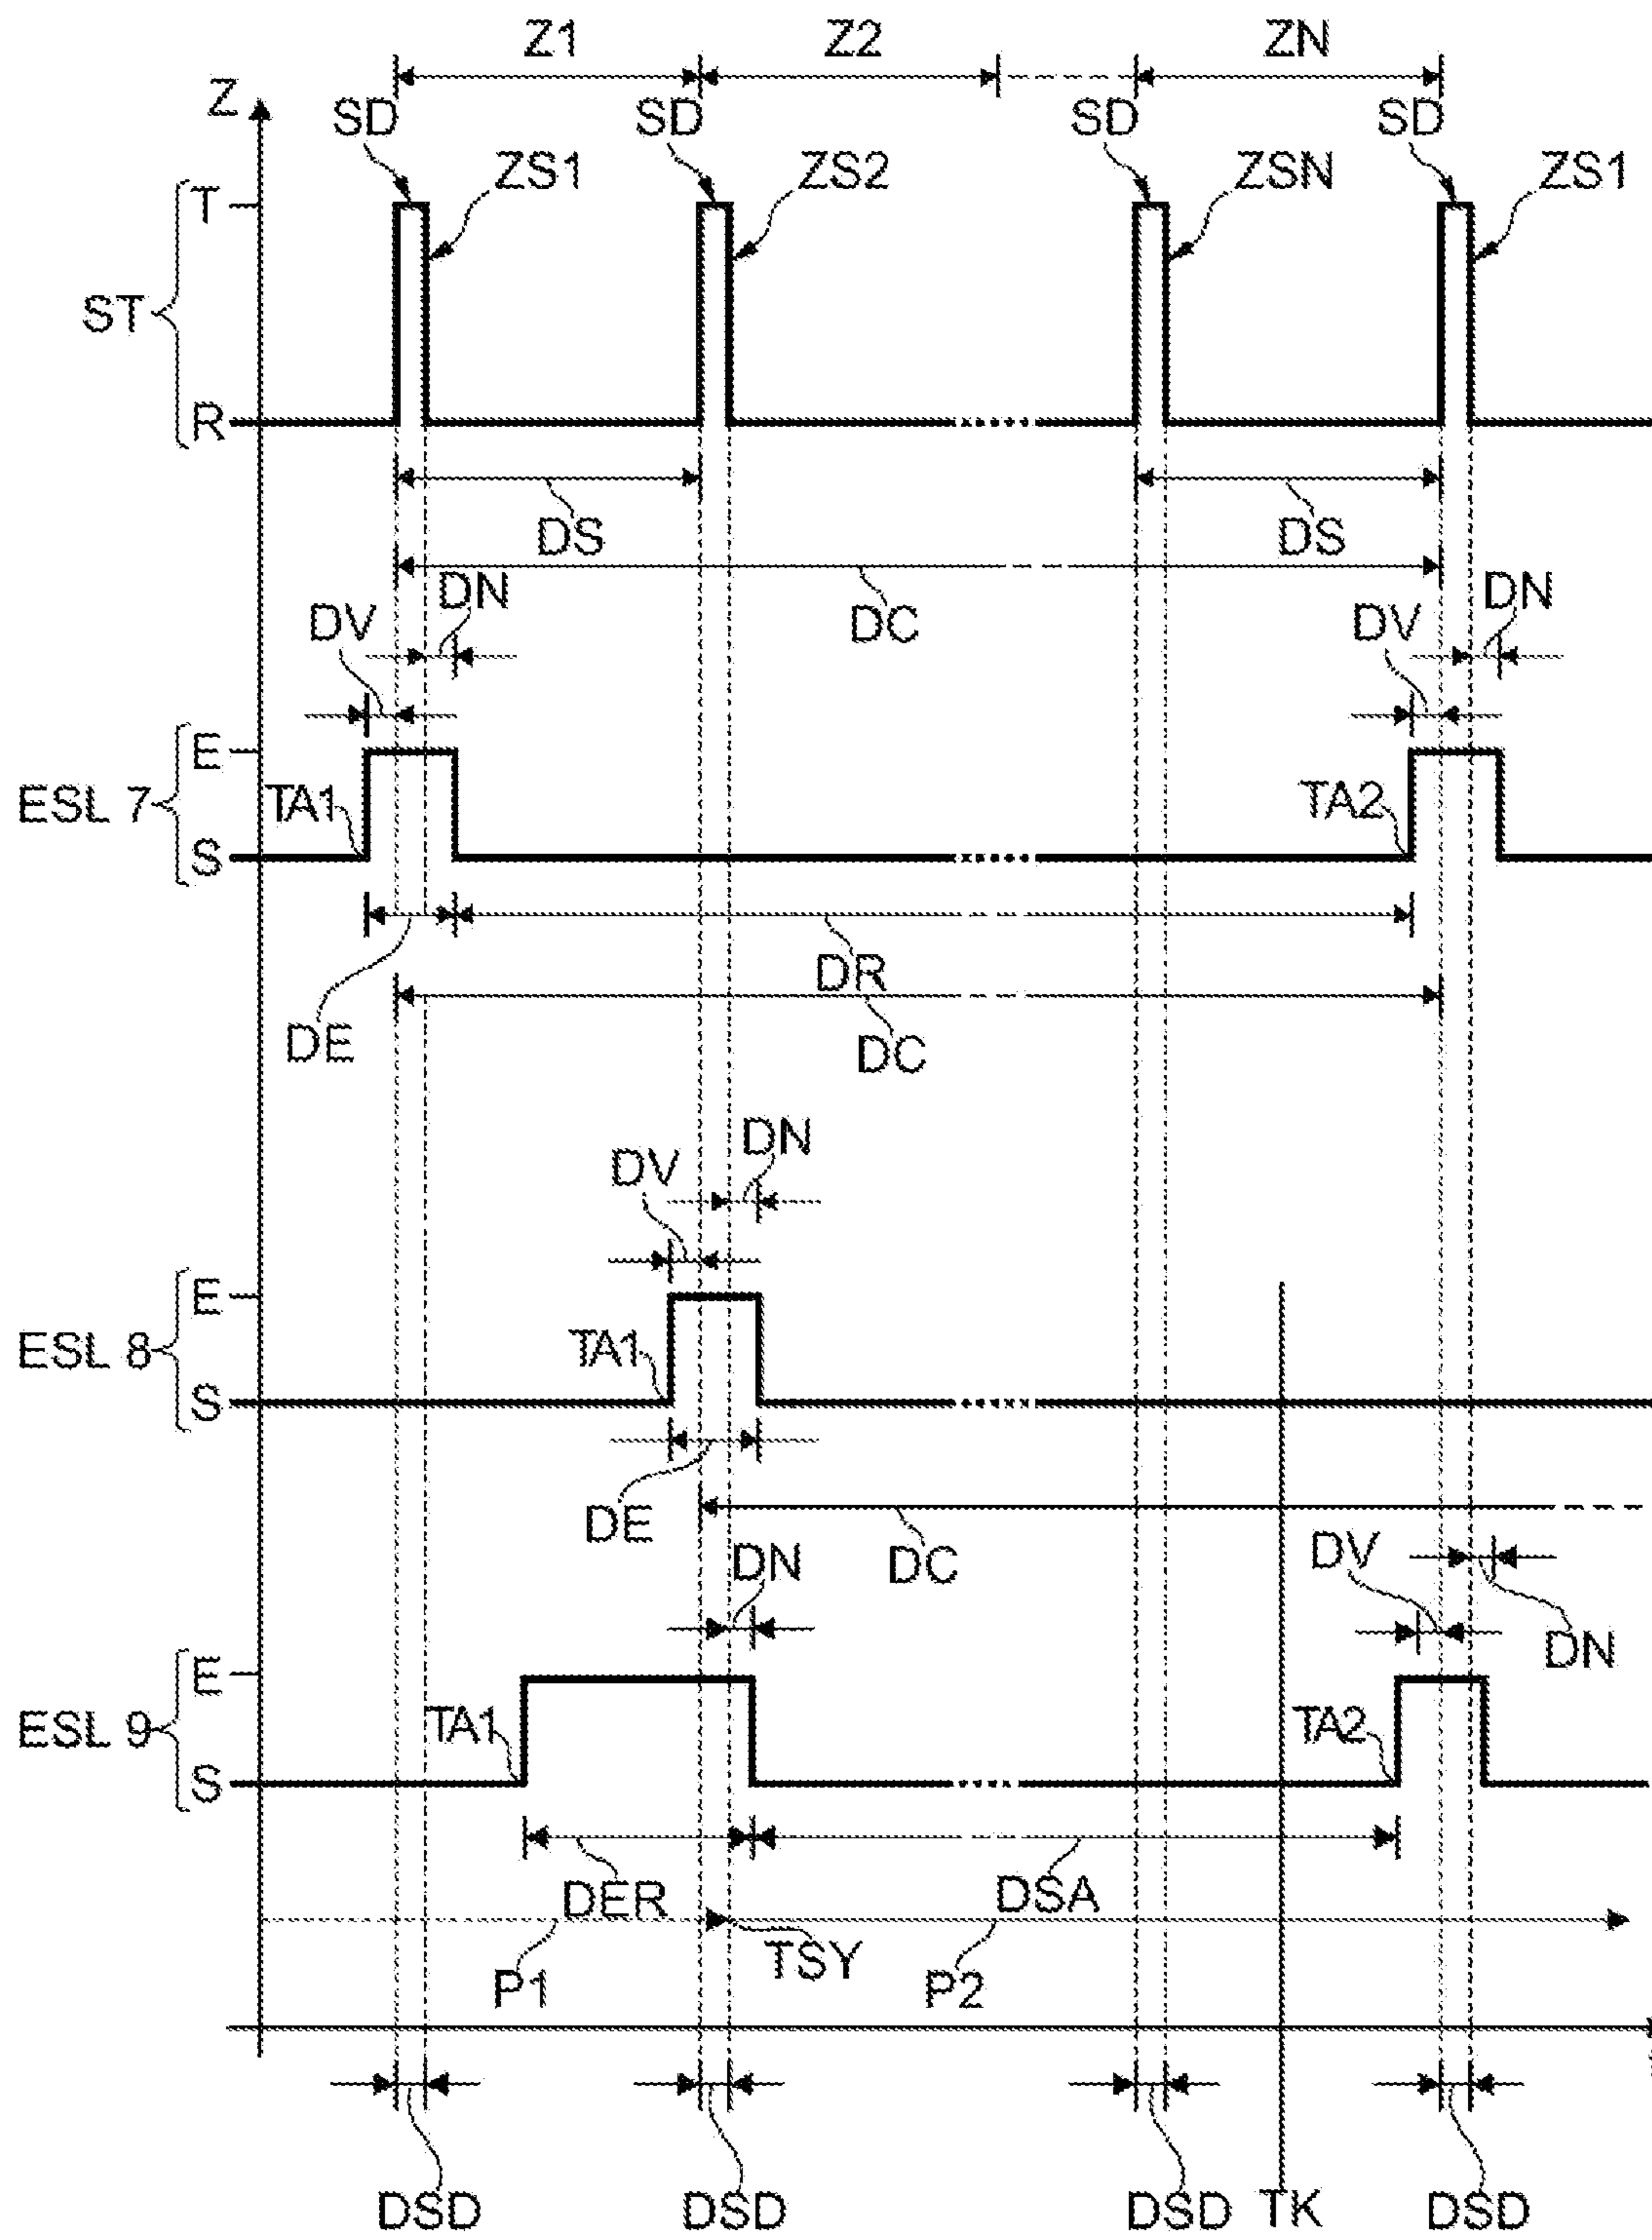 Z1 Z2 ZN
Z SD SD SD SD
ZS1 ZS2 ZSN ZS1
T
ST
R
DS DS
DN DC DN
DV DV
E
ESL 7 TA1 TA2
S
DR
DE DC
DN
DV
E
ESL 8 TA1
S
DE DN DC DV
DN
E
ESL 9 TA1 TA2
S
DER DSA
TSY
P1 P2
DSD DSD DSD TK DSD